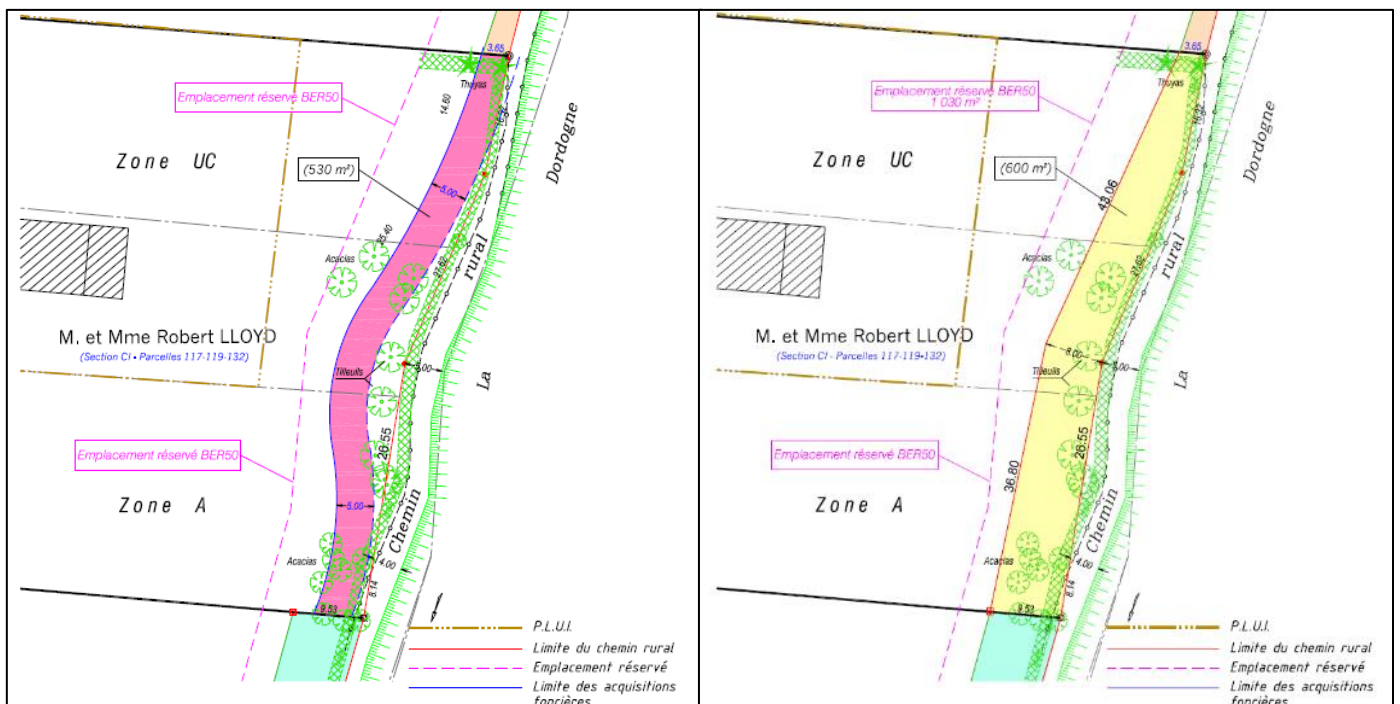 3.65
Thuyas
Emplacement réservé BER50
14.60
Dordogne
Zone UC
(530 m²)
5.00
25.40
Acacias
27.62
rural
M. et Mme Robert LLOYD
(Section CI • Parcelles 117-119-132)
Tilleuls
5.00
La
26.55
Emplacement réservé BER50
Zone A
5.00
Chemin
Acacias
4.00
9.53
8.14
P.L.U.I.
Limite du chemin rural
Emplacement réservé
Limite des acquisitions
foncières
3.65
Thuyas
Emplacement réservé BER50
1 030 m²
Dordogne
Zone UC
(600 m²)
43.06
Acacias
27.62
rural
M. et Mme Robert LLOYD
(Section CI - Parcelles 117-119-132)
8.00
Tilleuls
5.00
La
26.55
Emplacement réservé BER50
36.80
Zone A
Chemin
Acacias
4.00
9.53
8.14
P.L.U.I.
Limite du chemin rural
Emplacement réservé
Limite des acquisitions
foncières